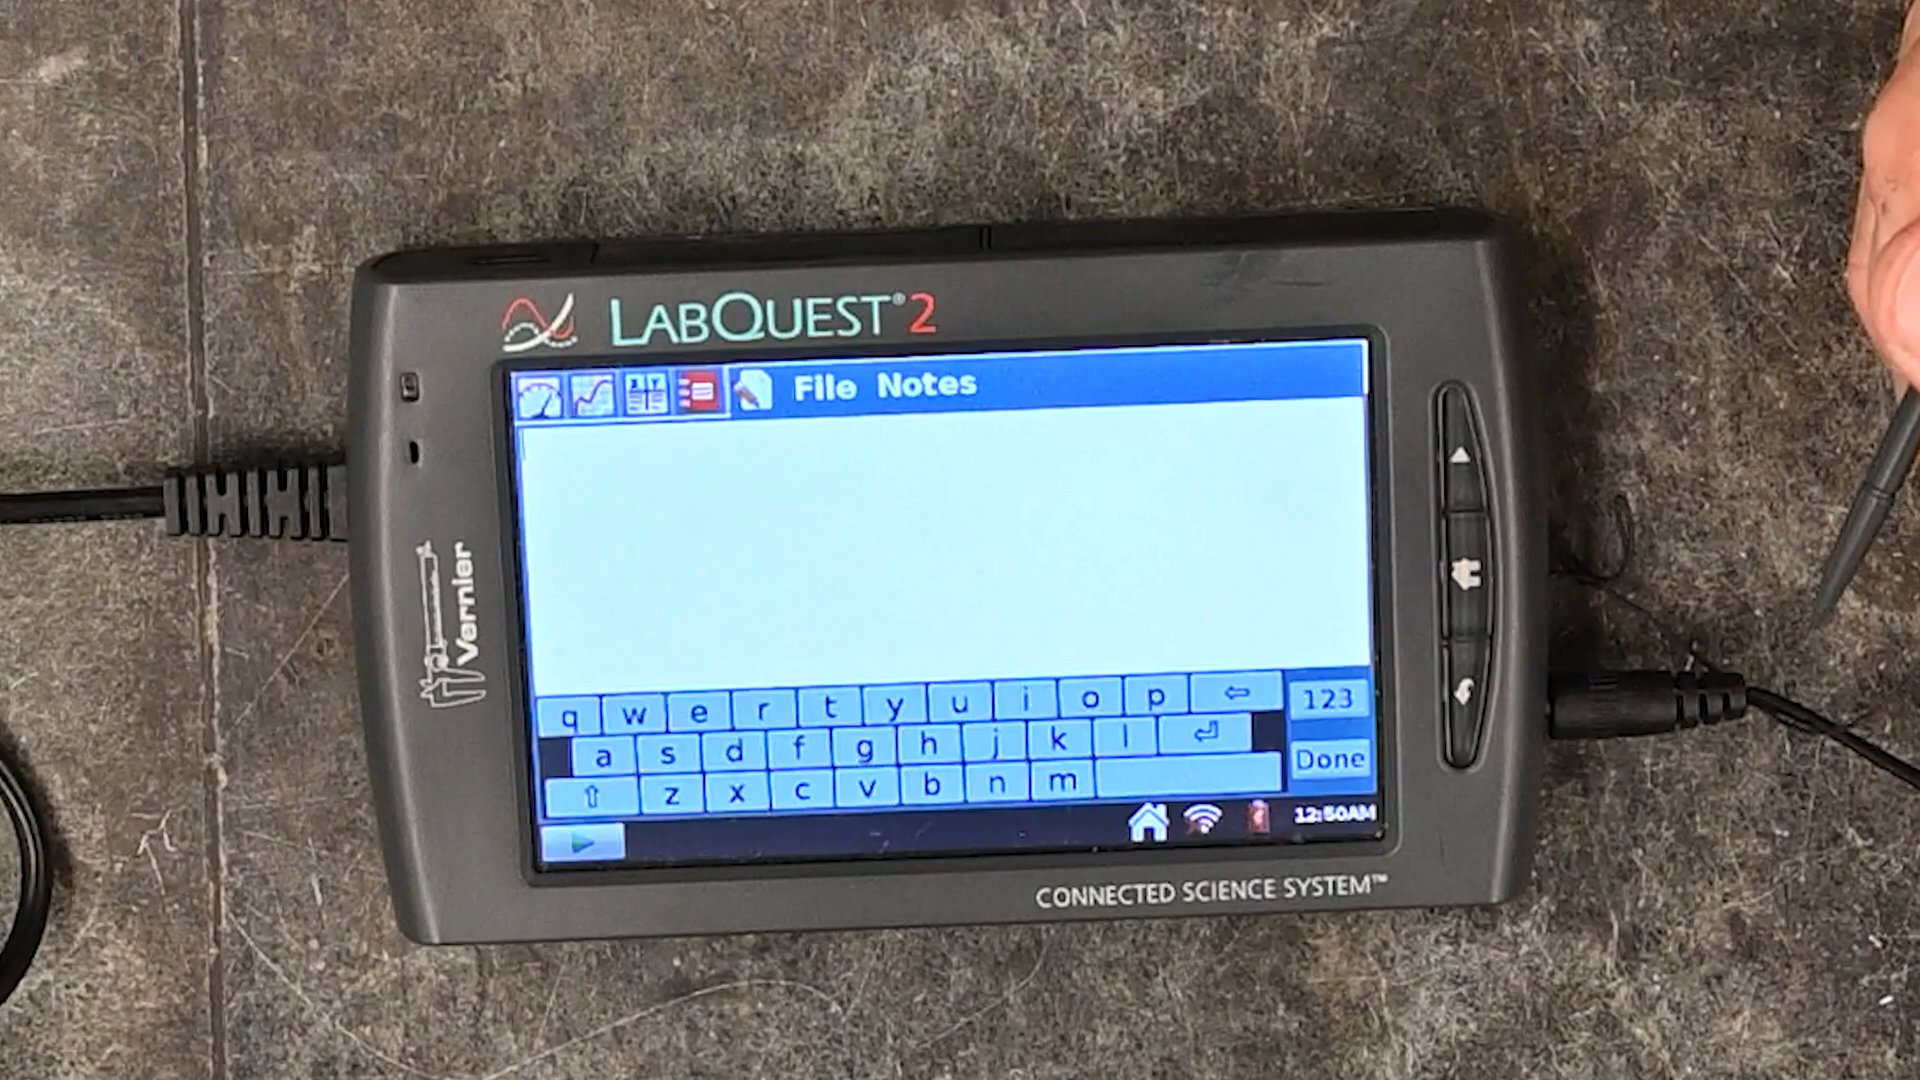 LABQUEST®2
File Notes
Vernier
q w e r t y u i o p ⇦ 123
a s d f g h j k l ⏎
⇧ z x c v b n m Done
12:50AM
CONNECTED SCIENCE SYSTEM™